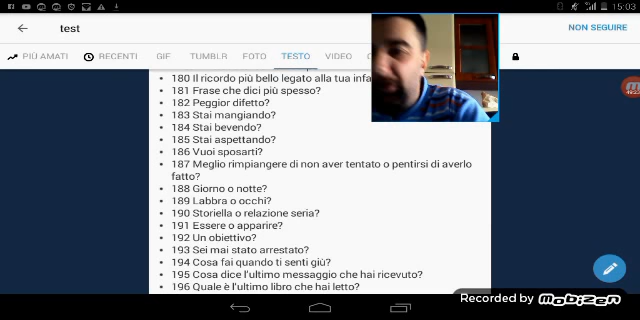 15:03
test
NON SEGUIRE
PIÙ AMATI
RECENTI
GIF
TUMBLR
FOTO
TESTO
VIDEO
180 Il ricordo più bello legato alla tua
181 Frase che dici più spesso?
182 Peggior difetto?
183 Stai mangiando?
184 Stai bevendo?
185 Stai aspettando?
186 Vuoi sposarti?
187 Meglio rimpiangere di non aver tentato o pentirsi di averlo
fatto?
188 Giorno o notte?
189 Labbra o occhi?
190 Storiella o relazione seria?
191 Essere o apparire?
192 Un obiettivo?
193 Sei mai stato arrestato?
194 Cosa fai quando ti senti giù?
195 Cosa dice l'ultimo messaggio che hai ricevuto?
196 Quale è l'ultimo libro che hai letto?
Recorded by Mobizen